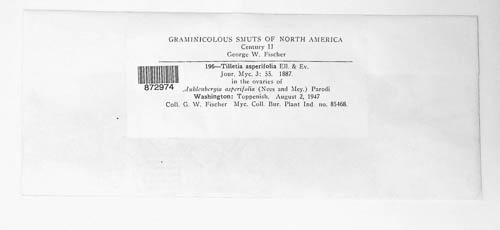 GRAMINICOLOUS SMUTS OF NORTH AMERICA
Century II
George W. Fischer
196—Tilletia asperifolia Ell. & Ev.
Jour. Myc. 3: 55. 1887.
in the ovaries of
Muhlenbergia asperifolia (Nees and Mey.) Parodi
Washington: Toppenish, August 2, 1947
Coll. G. W. Fischer Myc. Coll. Bur. Plant Ind. no. 85468.
872974